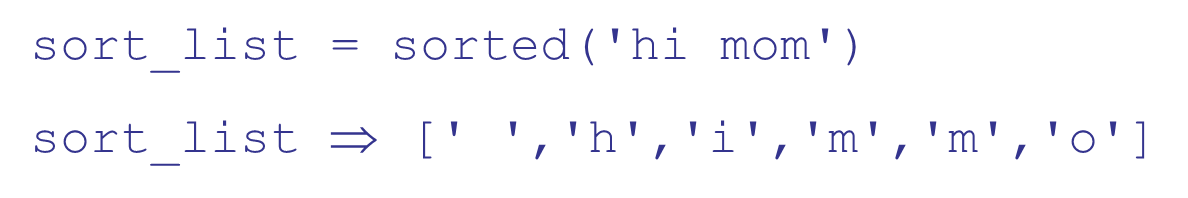 sort_list = sorted('hi mom')
sort_list ⇒ [' ','h','i','m','m','o']